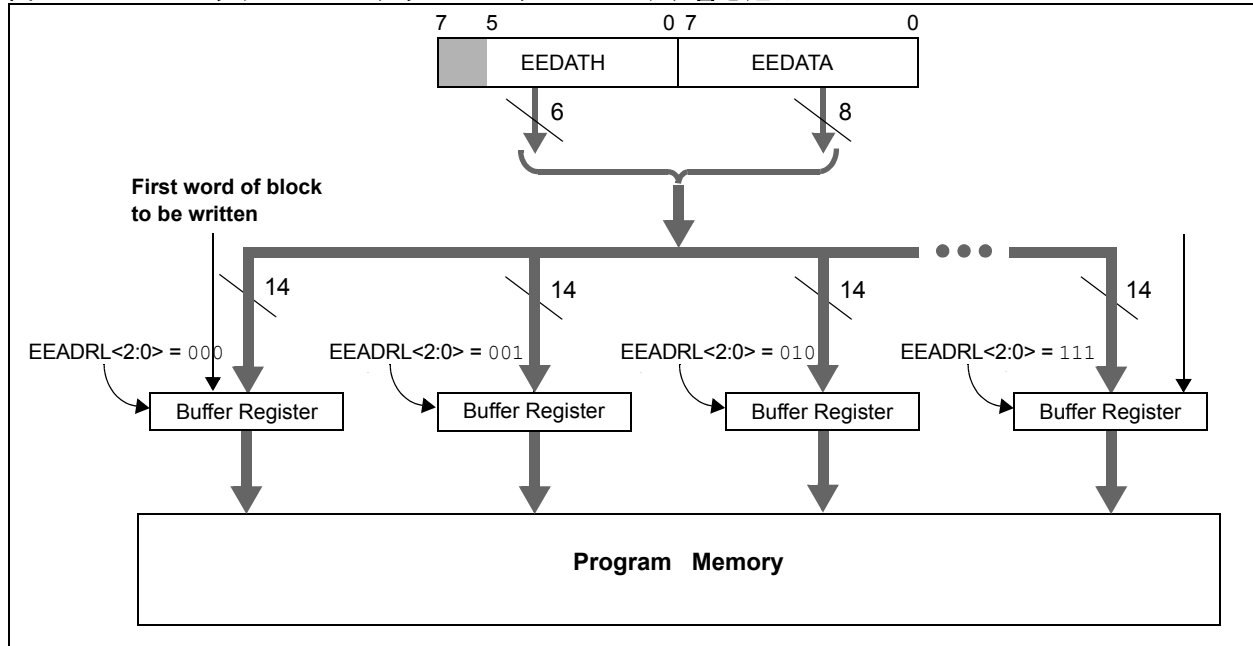 7 5 0 7 0
EEDATH EEDATA
6 8
First word of block
to be written
14 14 14 14
EEADRL<2:0> = 000 EEADRL<2:0> = 001 EEADRL<2:0> = 010 EEADRL<2:0> = 111
Buffer Register Buffer Register Buffer Register Buffer Register
Program Memory